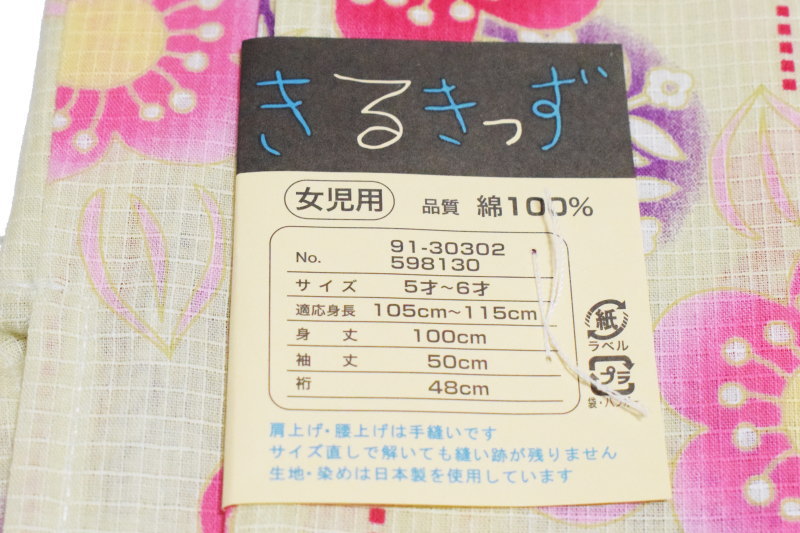 きるきっず
女児用 品質 綿100%
No. 91-30302
598130
サイズ 5才～6才
適応身長 105cm～115cm
身丈 100cm
袖丈 50cm
裄 48cm
紙
ラベル
プラ
肩上げ・腰上げは手縫いです
サイズ直しで解いても縫い跡が残りません
生地・染めは日本製を使用しています